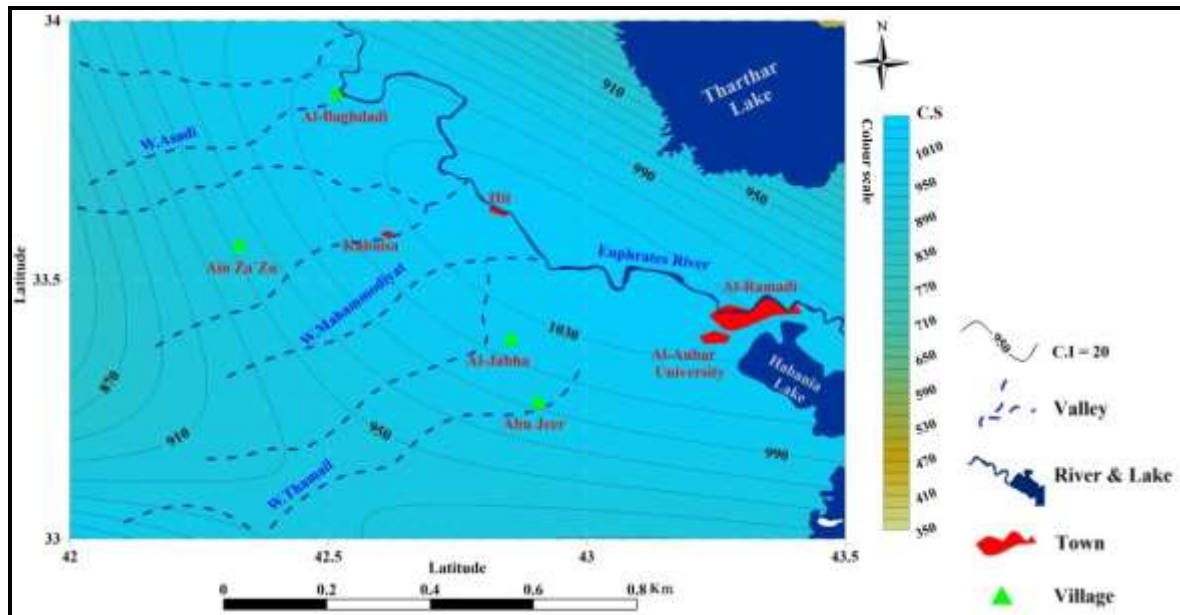 34
33.5
33
Latitude
42
42.5
43
43.5
Latitude
0
0.2
0.4
0.6
0.8 Km
Tharthar
Lake
Al-Baghdadi
W.Asadi
910
990
950
Hit
Kubaisa
Ain Za`Zu
Euphrates River
Al-Ramadi
W.Mahammodiyat
1030
Al-Jabha
Al-Anbar
University
Habania
Lake
870
Abu Jeer
910
950
990
W.Thamail
N
C.S
Colour scale
1010
950
890
830
770
710
650
590
530
470
410
350
950
C.I = 20
Valley
River & Lake
Town
Village